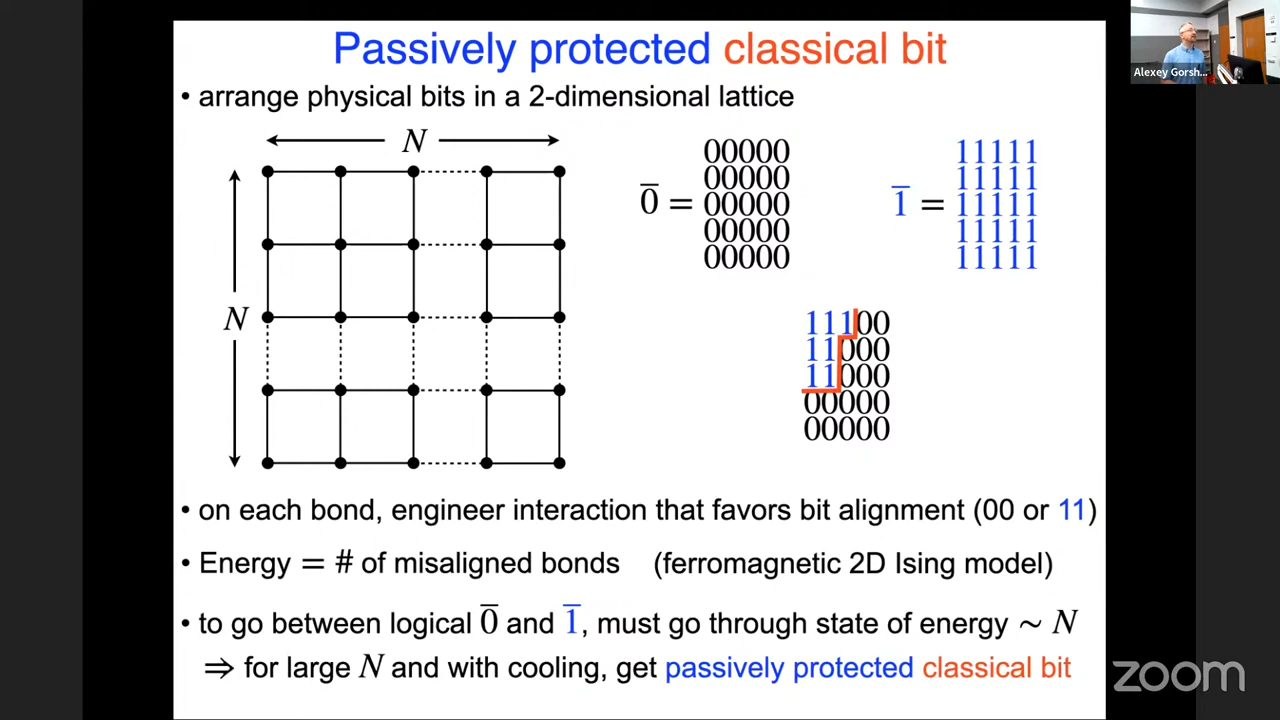 Passively protected classical bit
• arrange physical bits in a 2-dimensional lattice
N
N
0̅ =
00000
00000
00000
00000
00000
1̅ =
11111
11111
11111
11111
11111
11100
11000
11000
00000
00000
• on each bond, engineer interaction that favors bit alignment (00 or 11)
• Energy = # of misaligned bonds (ferromagnetic 2D Ising model)
• to go between logical 0̅ and 1̅, must go through state of energy ~ N
⇒ for large N and with cooling, get passively protected classical bit
Alexey Gorsh...
zoom